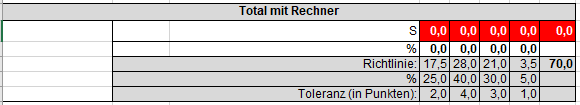 Total mit Rechner
S 0,0 0,0 0,0 0,0 0,0
% 0,0 0,0 0,0 0,0
Richtlinie: 17,5 28,0 21,0 3,5 70,0
% 25,0 40,0 30,0 5,0
Toleranz (in Punkten): 2,0 4,0 3,0 1,0